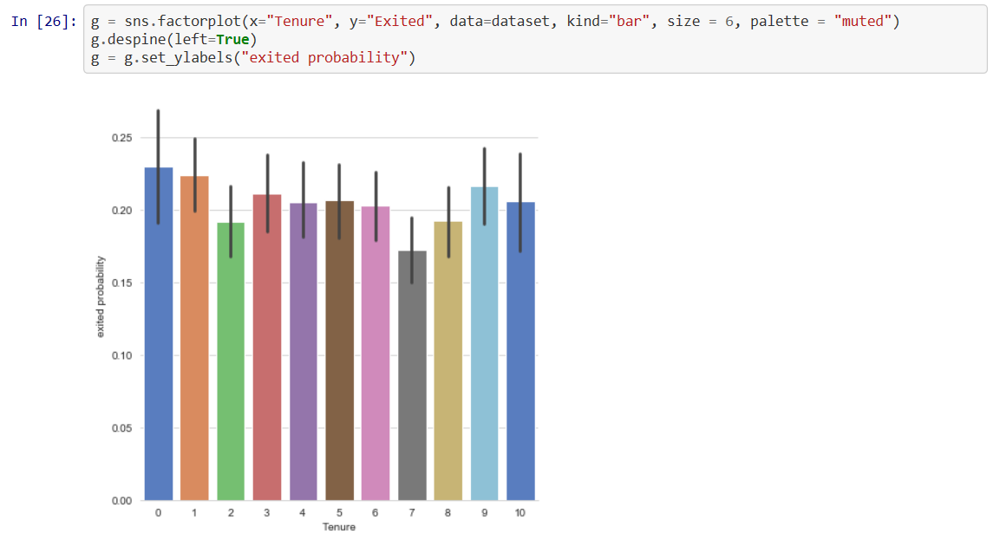 In [26]: g = sns.factorplot(x="Tenure", y="Exited", data=dataset, kind="bar", size = 6, palette = "muted")
g.despine(left=True)
g = g.set_ylabels("exited probability")
0.25
0.20
0.15
0.10
0.05
0.00
exited probability
0 1 2 3 4 5 6 7 8 9 10
Tenure